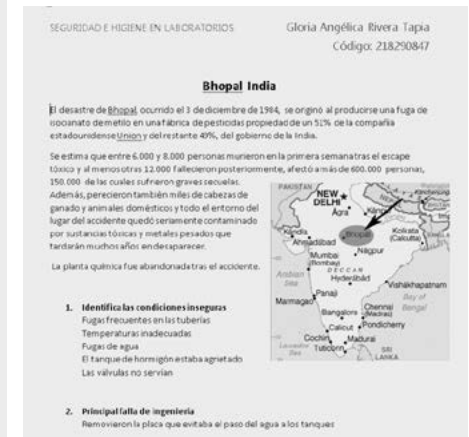 SEGURIDAD E HIGIENE EN LABORATORIOS
Gloria Angélica Rivera Tapia
Código: 218290847
Bhopal India
El desastre de Bhopal, ocurrido el 3 de diciembre de 1984, se originó al producirse una fuga de
isocianato de metilo en una fábrica de pesticidas propiedad de un 51% de la compañía
estadounidense Union y del restante 49%, del gobierno de la India.
Se estima que entre 6.000 y 8.000 personas murieron en la primera semana tras el escape
tóxico y al menos otras 12.000 fallecieron posteriormente, afectó a más de 600.000 personas,
150.000 de las cuales sufrieron graves secuelas.
Además, perecieron también miles de cabezas de
ganado y animales domésticos y todo el entorno del
lugar del accidente quedó seriamente contaminado
por sustancias tóxicas y metales pesados que
tardarán muchos años en desaparecer.
La planta química fue abandonada tras el accidente.
PAKISTAN
NEW
DELHI
Agra
Kandla
Bhopal
Kolkata
(Calcutta)
Ahmadabad
Nagpur
Mumbai
(Bombay)
DECCAN
Arabian
Sea
Hyderabad
Vishakhapatnam
Panaji
Marmagao
Bay of
Bengal
Chennai
(Madras)
Bangalore
Calicut
Pondicherry
Cochin
Madurai
Tuticorin
SRI
LANKA
1. Identifica las condiciones inseguras
Fugas frecuentes en las tuberías
Temperaturas inadecuadas
Fugas de agua
El tanque de hormigón estaba agrietado
Las válvulas no servían
2. Principal falla de ingeniería
Removieron la placa que evitaba el paso del agua a los tanques